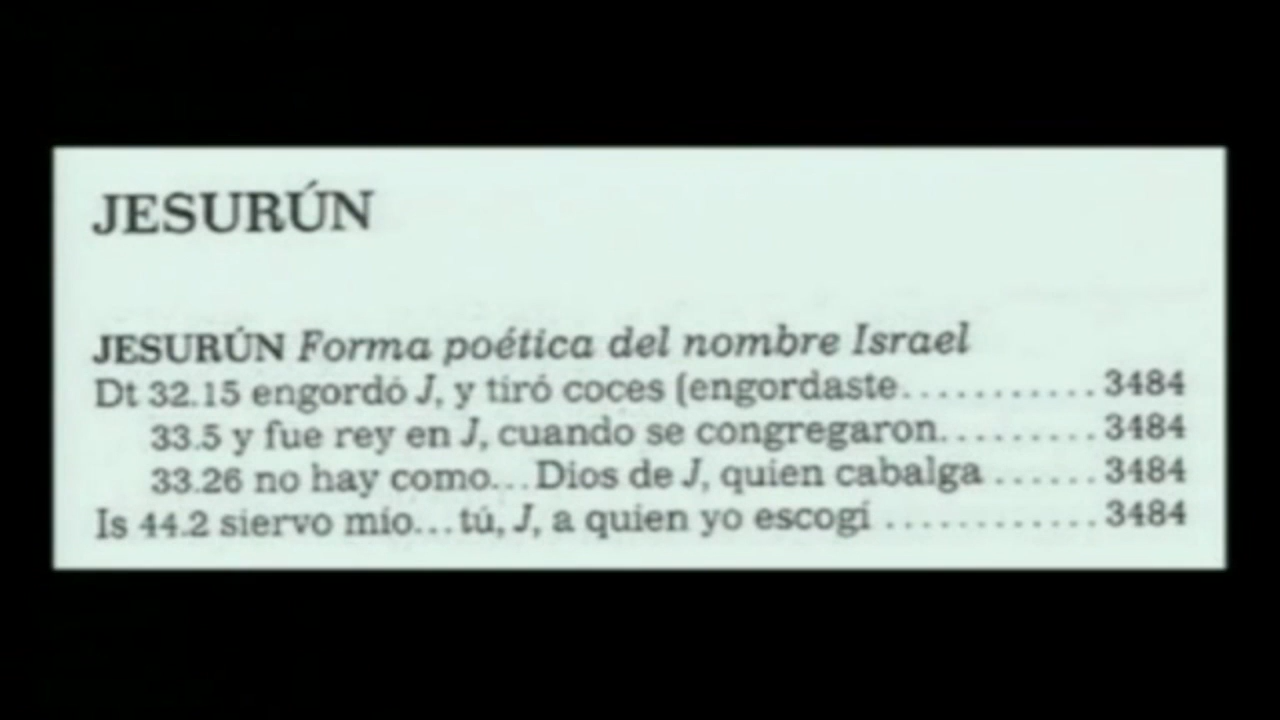 JESURÚN
JESURÚN Forma poética del nombre Israel
Dt 32.15 engordó J, y tiró coces (engordaste........... 3484
33.5 y fue rey en J, cuando se congregaron......... 3484
33.26 no hay como...Dios de J, quien cabalga ...... 3484
Is 44.2 siervo mío...tú, J, a quien yo escogí ............ 3484